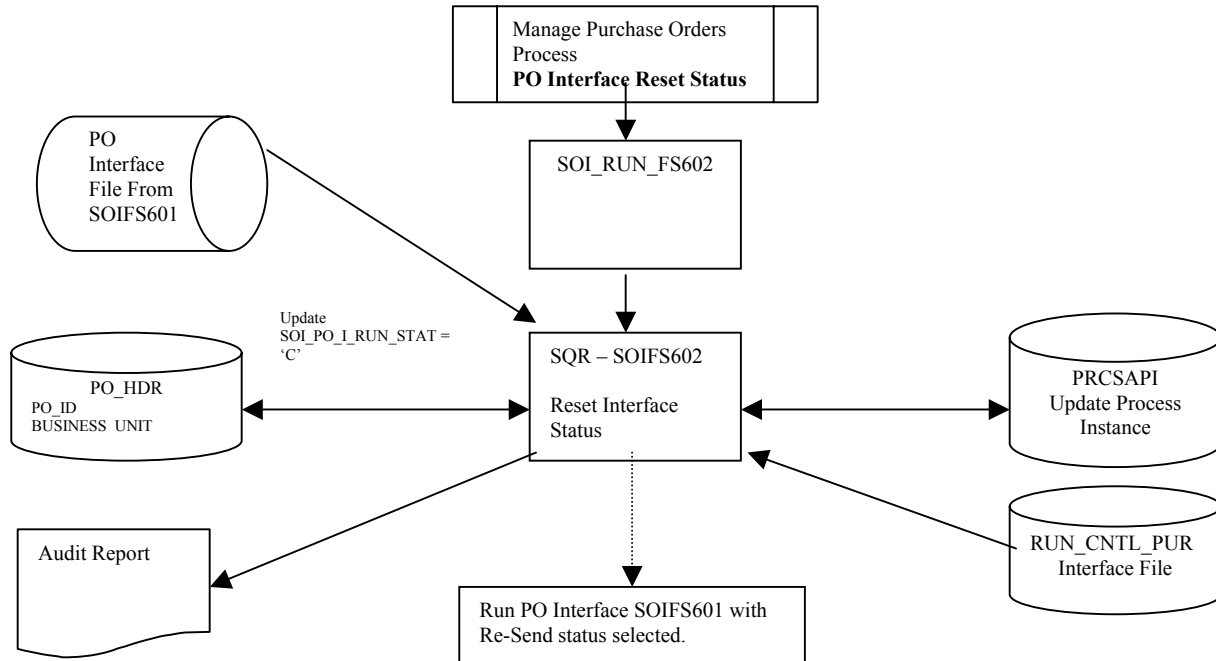 Manage Purchase Orders
Process
PO Interface Reset Status
PO
Interface
File From
SOIFS601
SOI_RUN_FS602
Update
SOI_PO_I_RUN_STAT =
‘C’
PO_HDR
PO_ID
BUSINESS UNIT
SQR – SOIFS602
Reset Interface
Status
PRCSAPI
Update Process
Instance
Audit Report
RUN_CNTL_PUR
Interface File
Run PO Interface SOIFS601 with
Re-Send status selected.